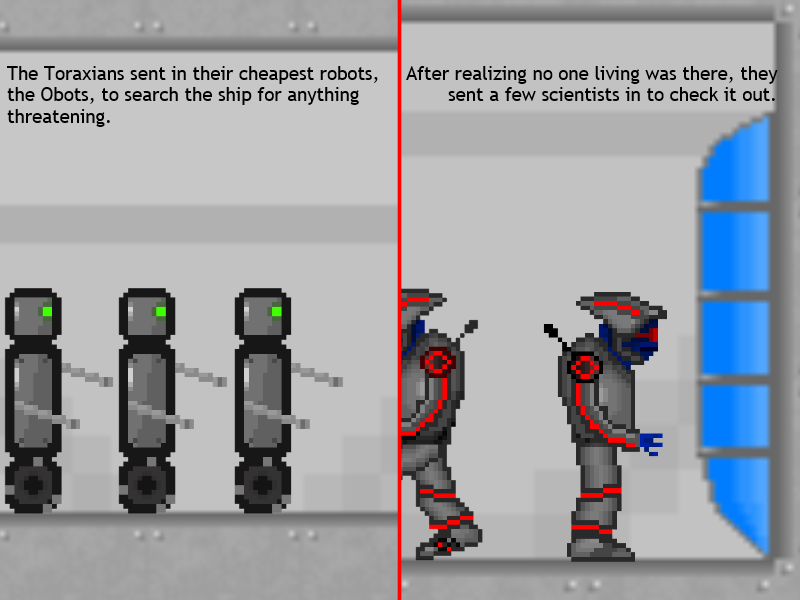 The Toraxians sent in their cheapest robots,
the Obots, to search the ship for anything
threatening.
After realizing no one living was there, they
sent a few scientists in to check it out.